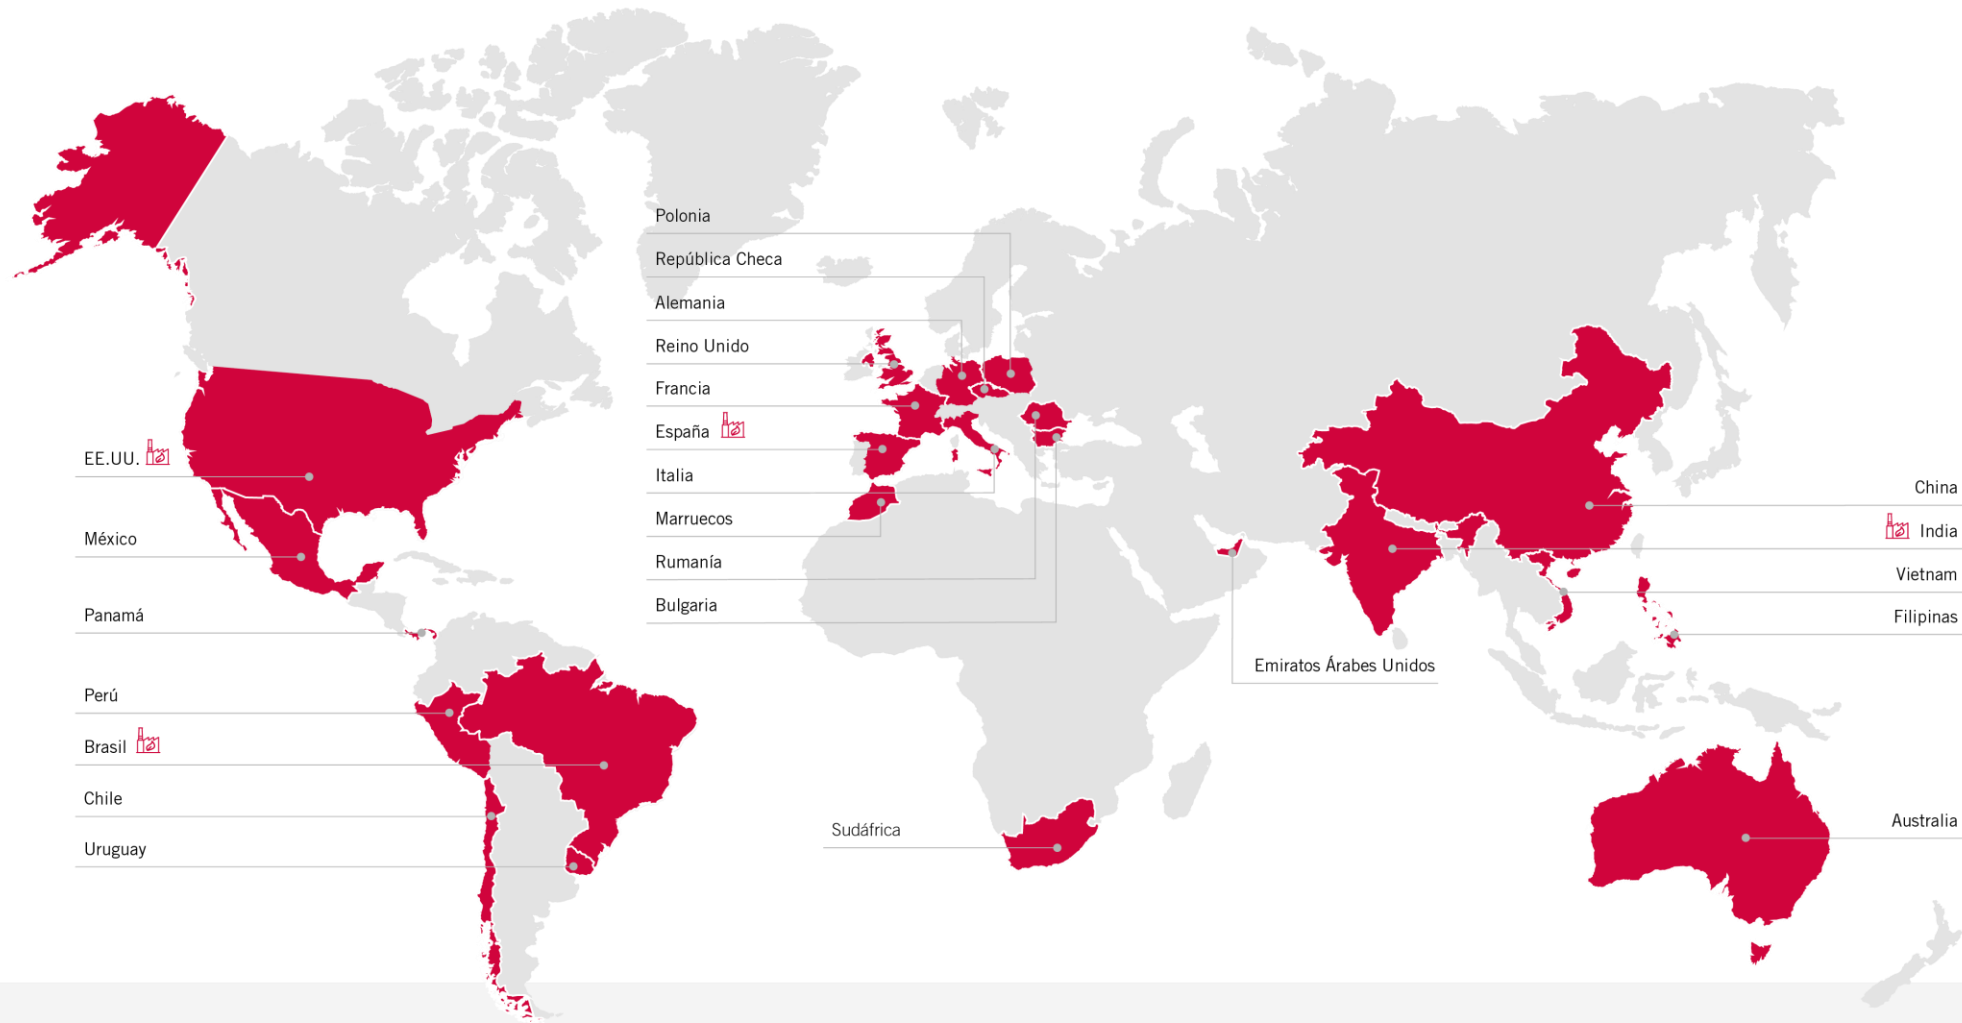 EE.UU.
México
Panamá
Perú
Brasil
Chile
Uruguay
Polonia
República Checa
Alemania
Reino Unido
Francia
España
Italia
Marruecos
Rumanía
Bulgaria
Sudáfrica
Emiratos Árabes Unidos
China
India
Vietnam
Filipinas
Australia